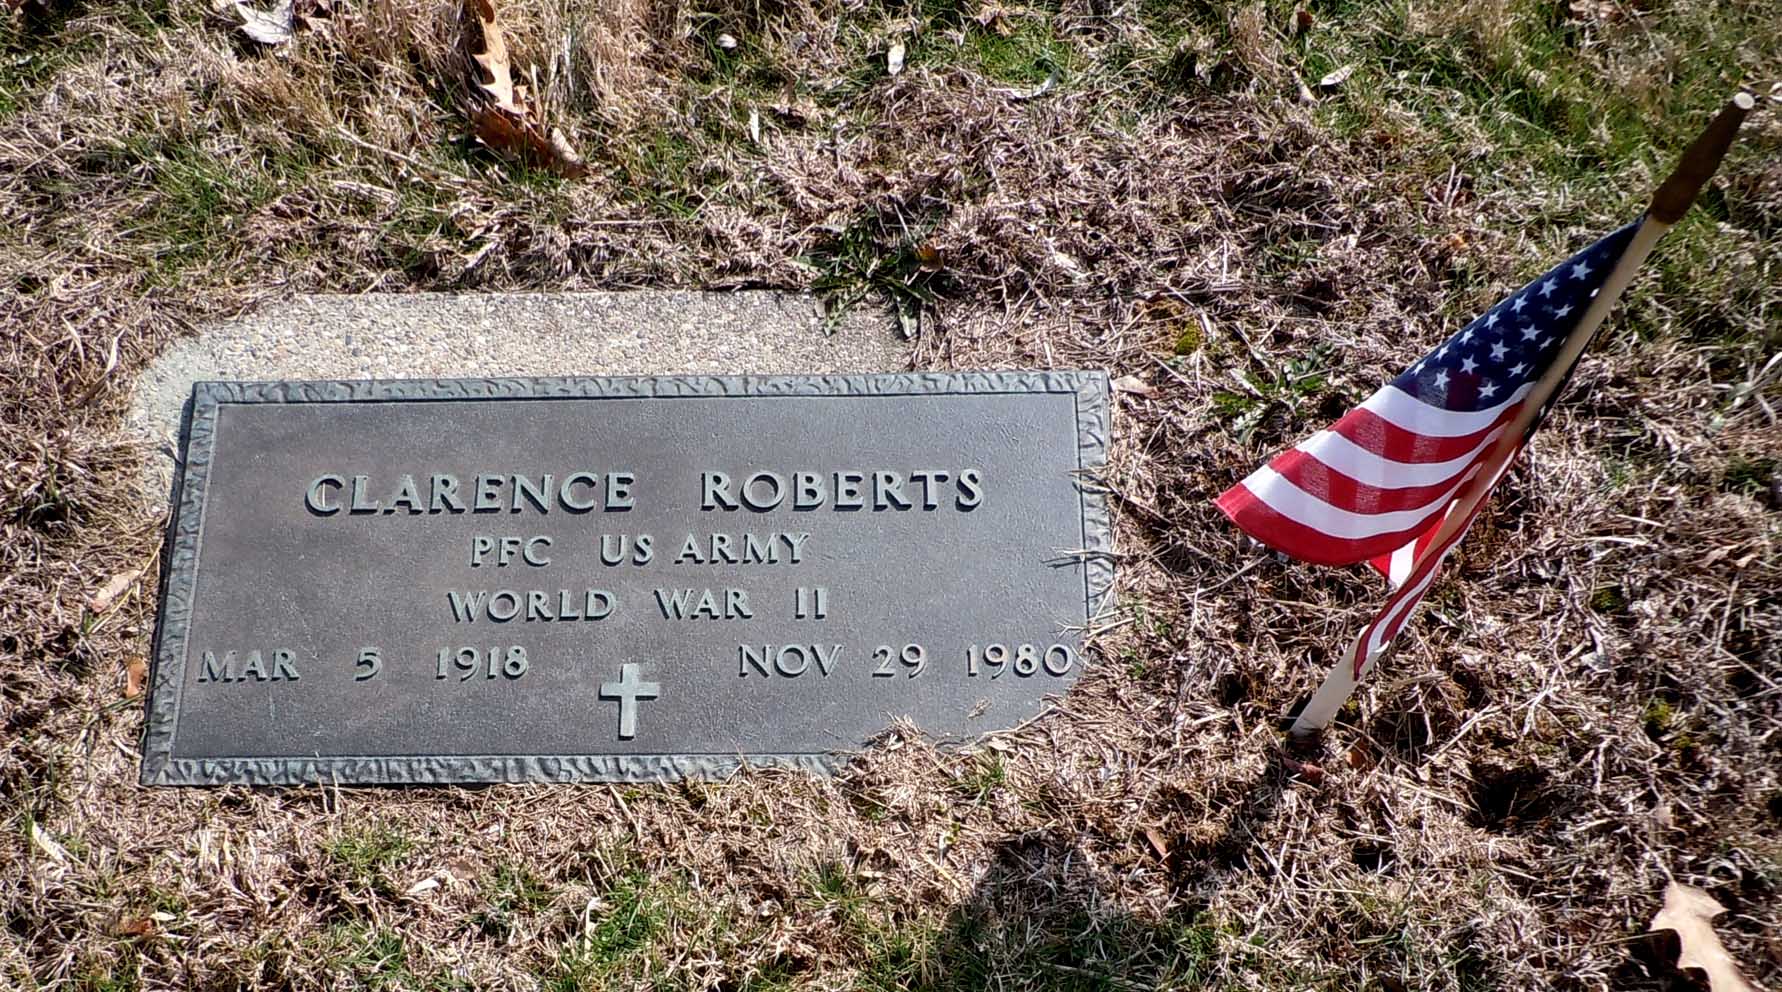 CLARENCE ROBERTS
PFC US ARMY
WORLD WAR II
MAR 5 1918 NOV 29 1980